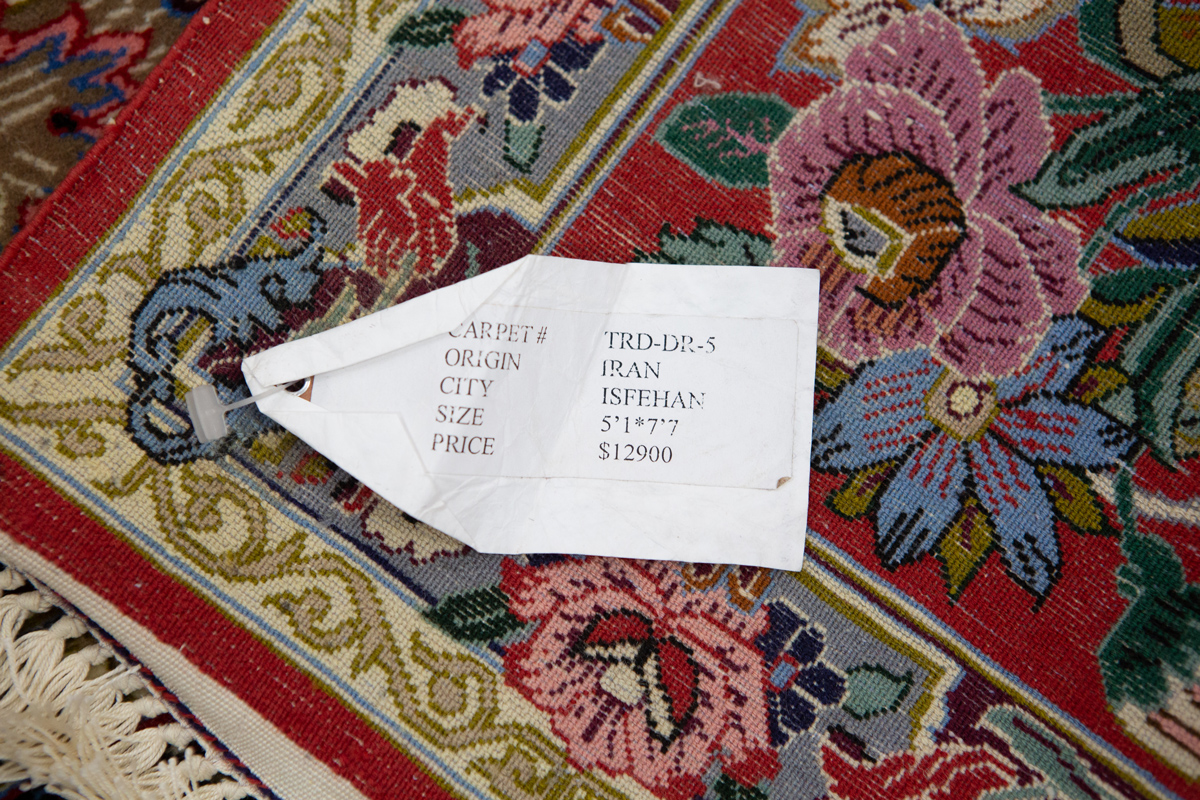 CARPET # TRD-DR-5
ORIGIN IRAN
CITY ISFEHAN
SIZE 5'1*7'7
PRICE $12900